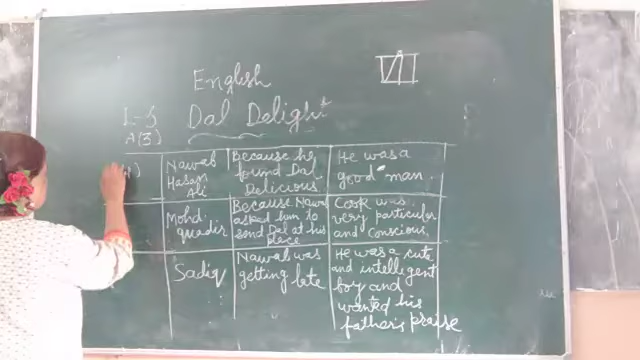 English
L-3 Dal Delight
A(3)
Nawab
Hasan
Ali
Because he
found Dal
Delicious
He was a
good man.
Mohd.
quadir
Because Nawab
asked him to
send Dal at his
place
Cook was
very particular
and Conscious.
Sadiq
Nawab was
getting late
He was a cute
and intelligent
boy and
wanted his
father's praise